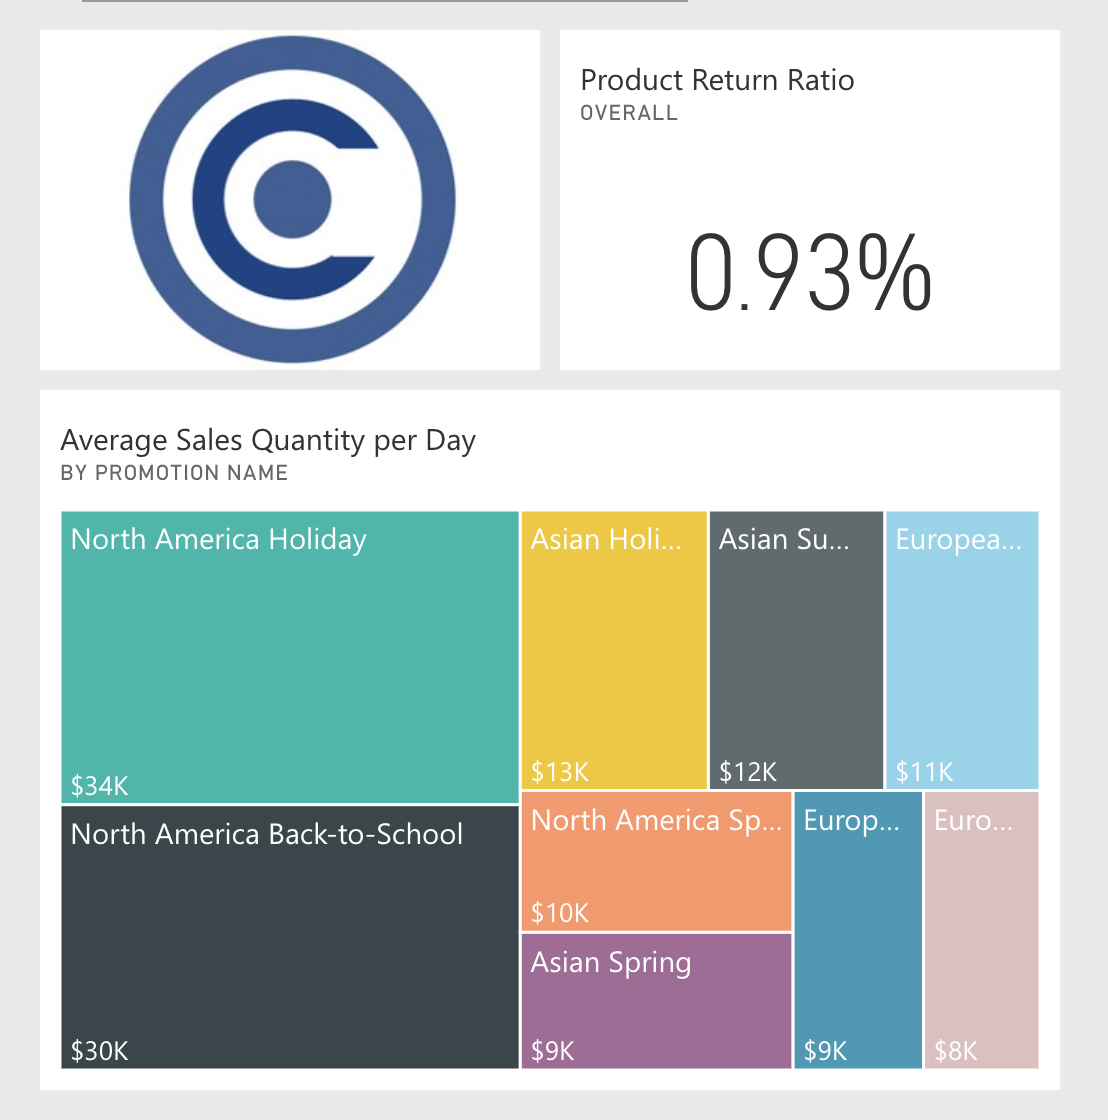 Product Return Ratio
OVERALL
0.93%
Average Sales Quantity per Day
BY PROMOTION NAME
North America Holiday
$34K
North America Back-to-School
$30K
Asian Holi...
$13K
Asian Su...
$12K
Europea...
$11K
North America Sp...
$10K
Asian Spring
$9K
Europ...
$9K
Euro...
$8K